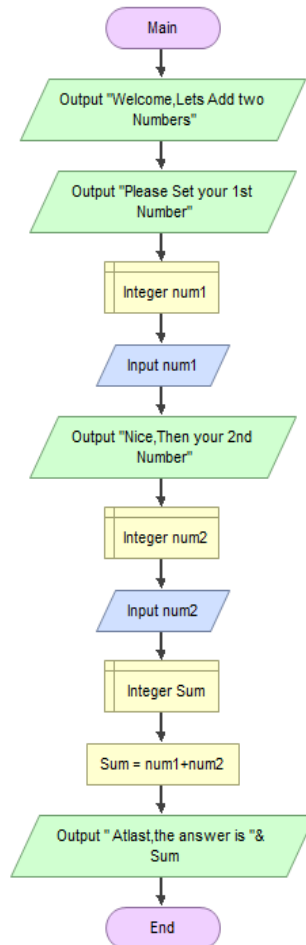 Main
Output "Welcome,Lets Add two
Numbers"
Output "Please Set your 1st
Number"
Integer num1
Input num1
Output "Nice,Then your 2nd
Number"
Integer num2
Input num2
Integer Sum
Sum = num1+num2
Output " Atlast,the answer is "&
Sum
End